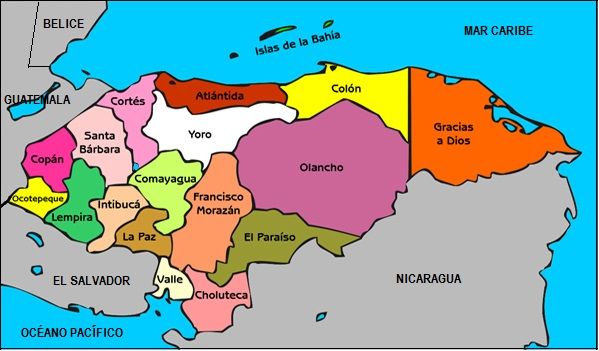 BELICE
MAR CARIBE
Islas de la Bahía
GUATEMALA
Cortés
Atlántida
Colón
Yoro
Gracias
a Dios
Santa
Bárbara
Copán
Olancho
Comayagua
Ocotepeque
Intibucá
Francisco
Morazán
Lempira
La Paz
El Paraíso
EL SALVADOR
Valle
NICARAGUA
Choluteca
OCÉANO PACÍFICO